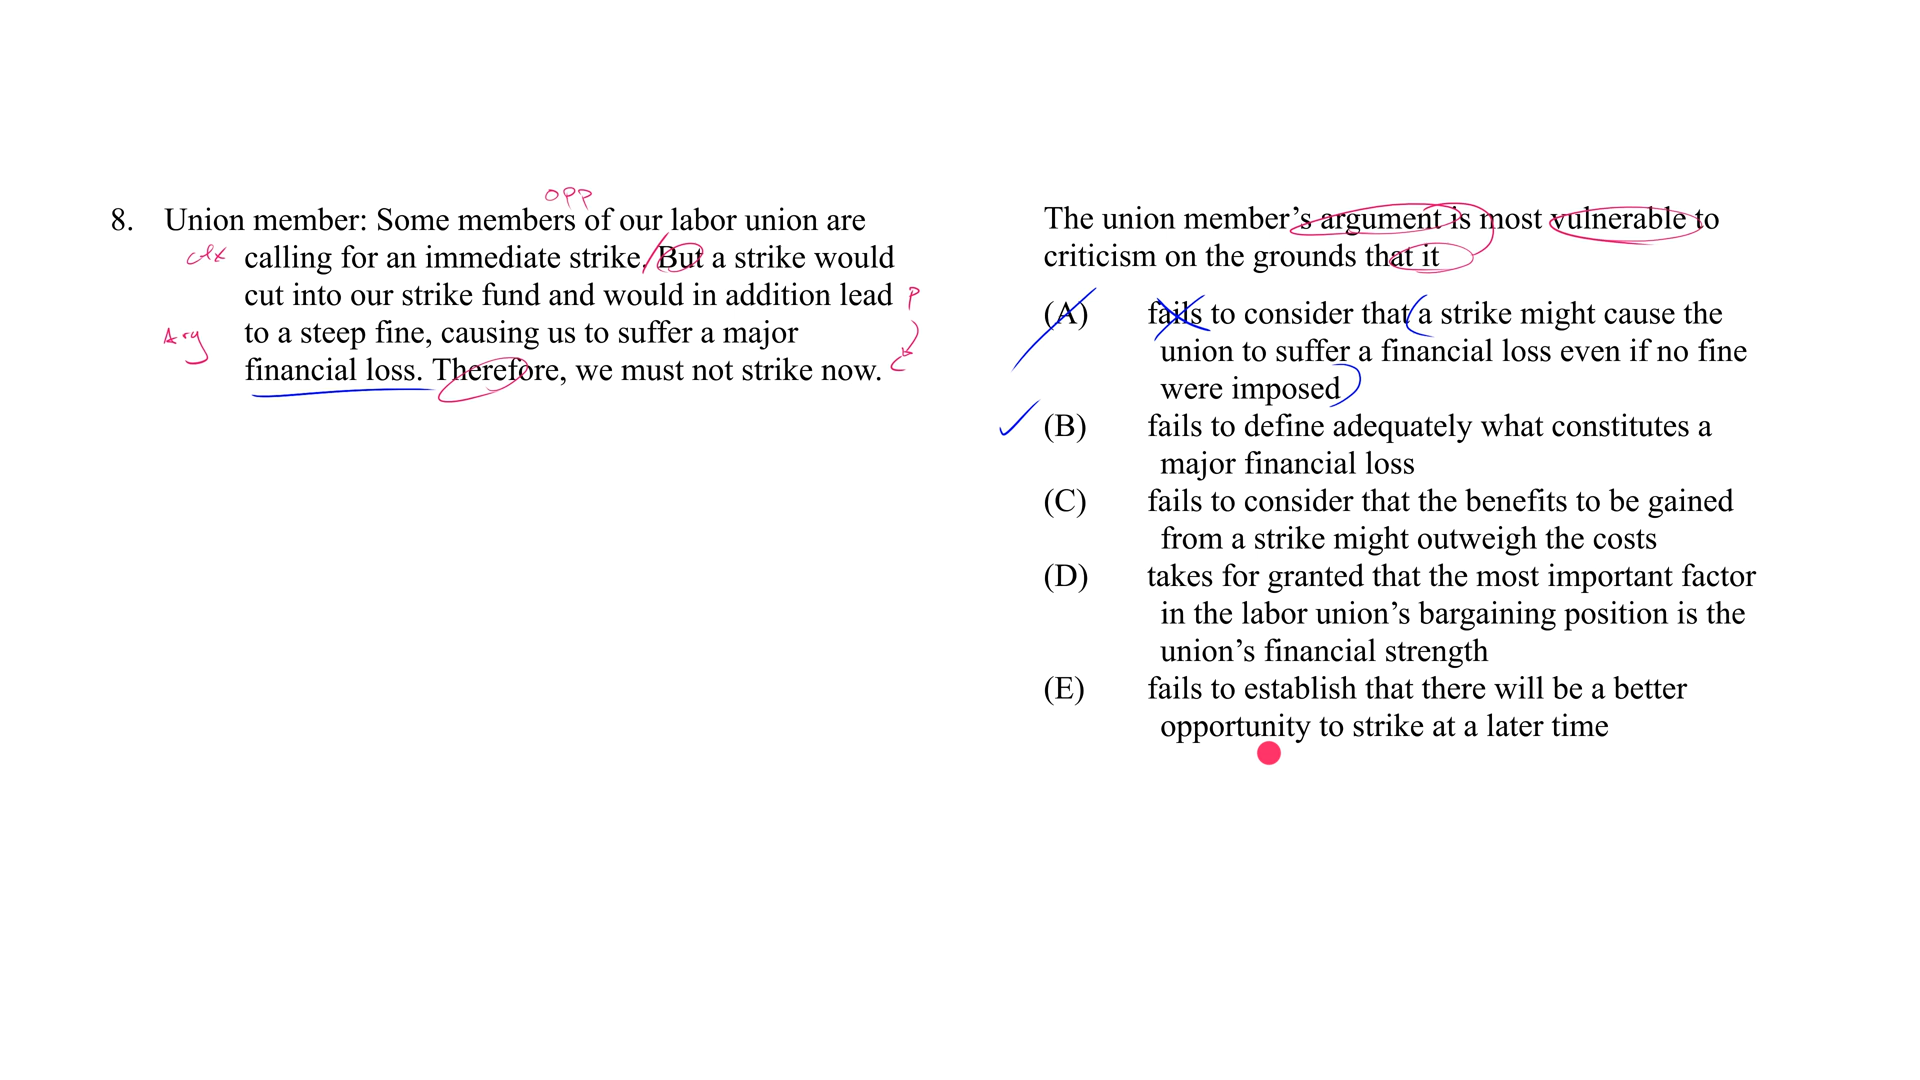 OPP
8. Union member: Some members of our labor union are
ctx calling for an immediate strike. But a strike would
cut into our strike fund and would in addition lead P
Arg to a steep fine, causing us to suffer a major
financial loss. Therefore, we must not strike now. C
The union member’s argument is most vulnerable to
criticism on the grounds that it
(A) fails to consider that a strike might cause the
union to suffer a financial loss even if no fine
were imposed
(B) fails to define adequately what constitutes a
major financial loss
(C) fails to consider that the benefits to be gained
from a strike might outweigh the costs
(D) takes for granted that the most important factor
in the labor union’s bargaining position is the
union’s financial strength
(E) fails to establish that there will be a better
opportunity to strike at a later time